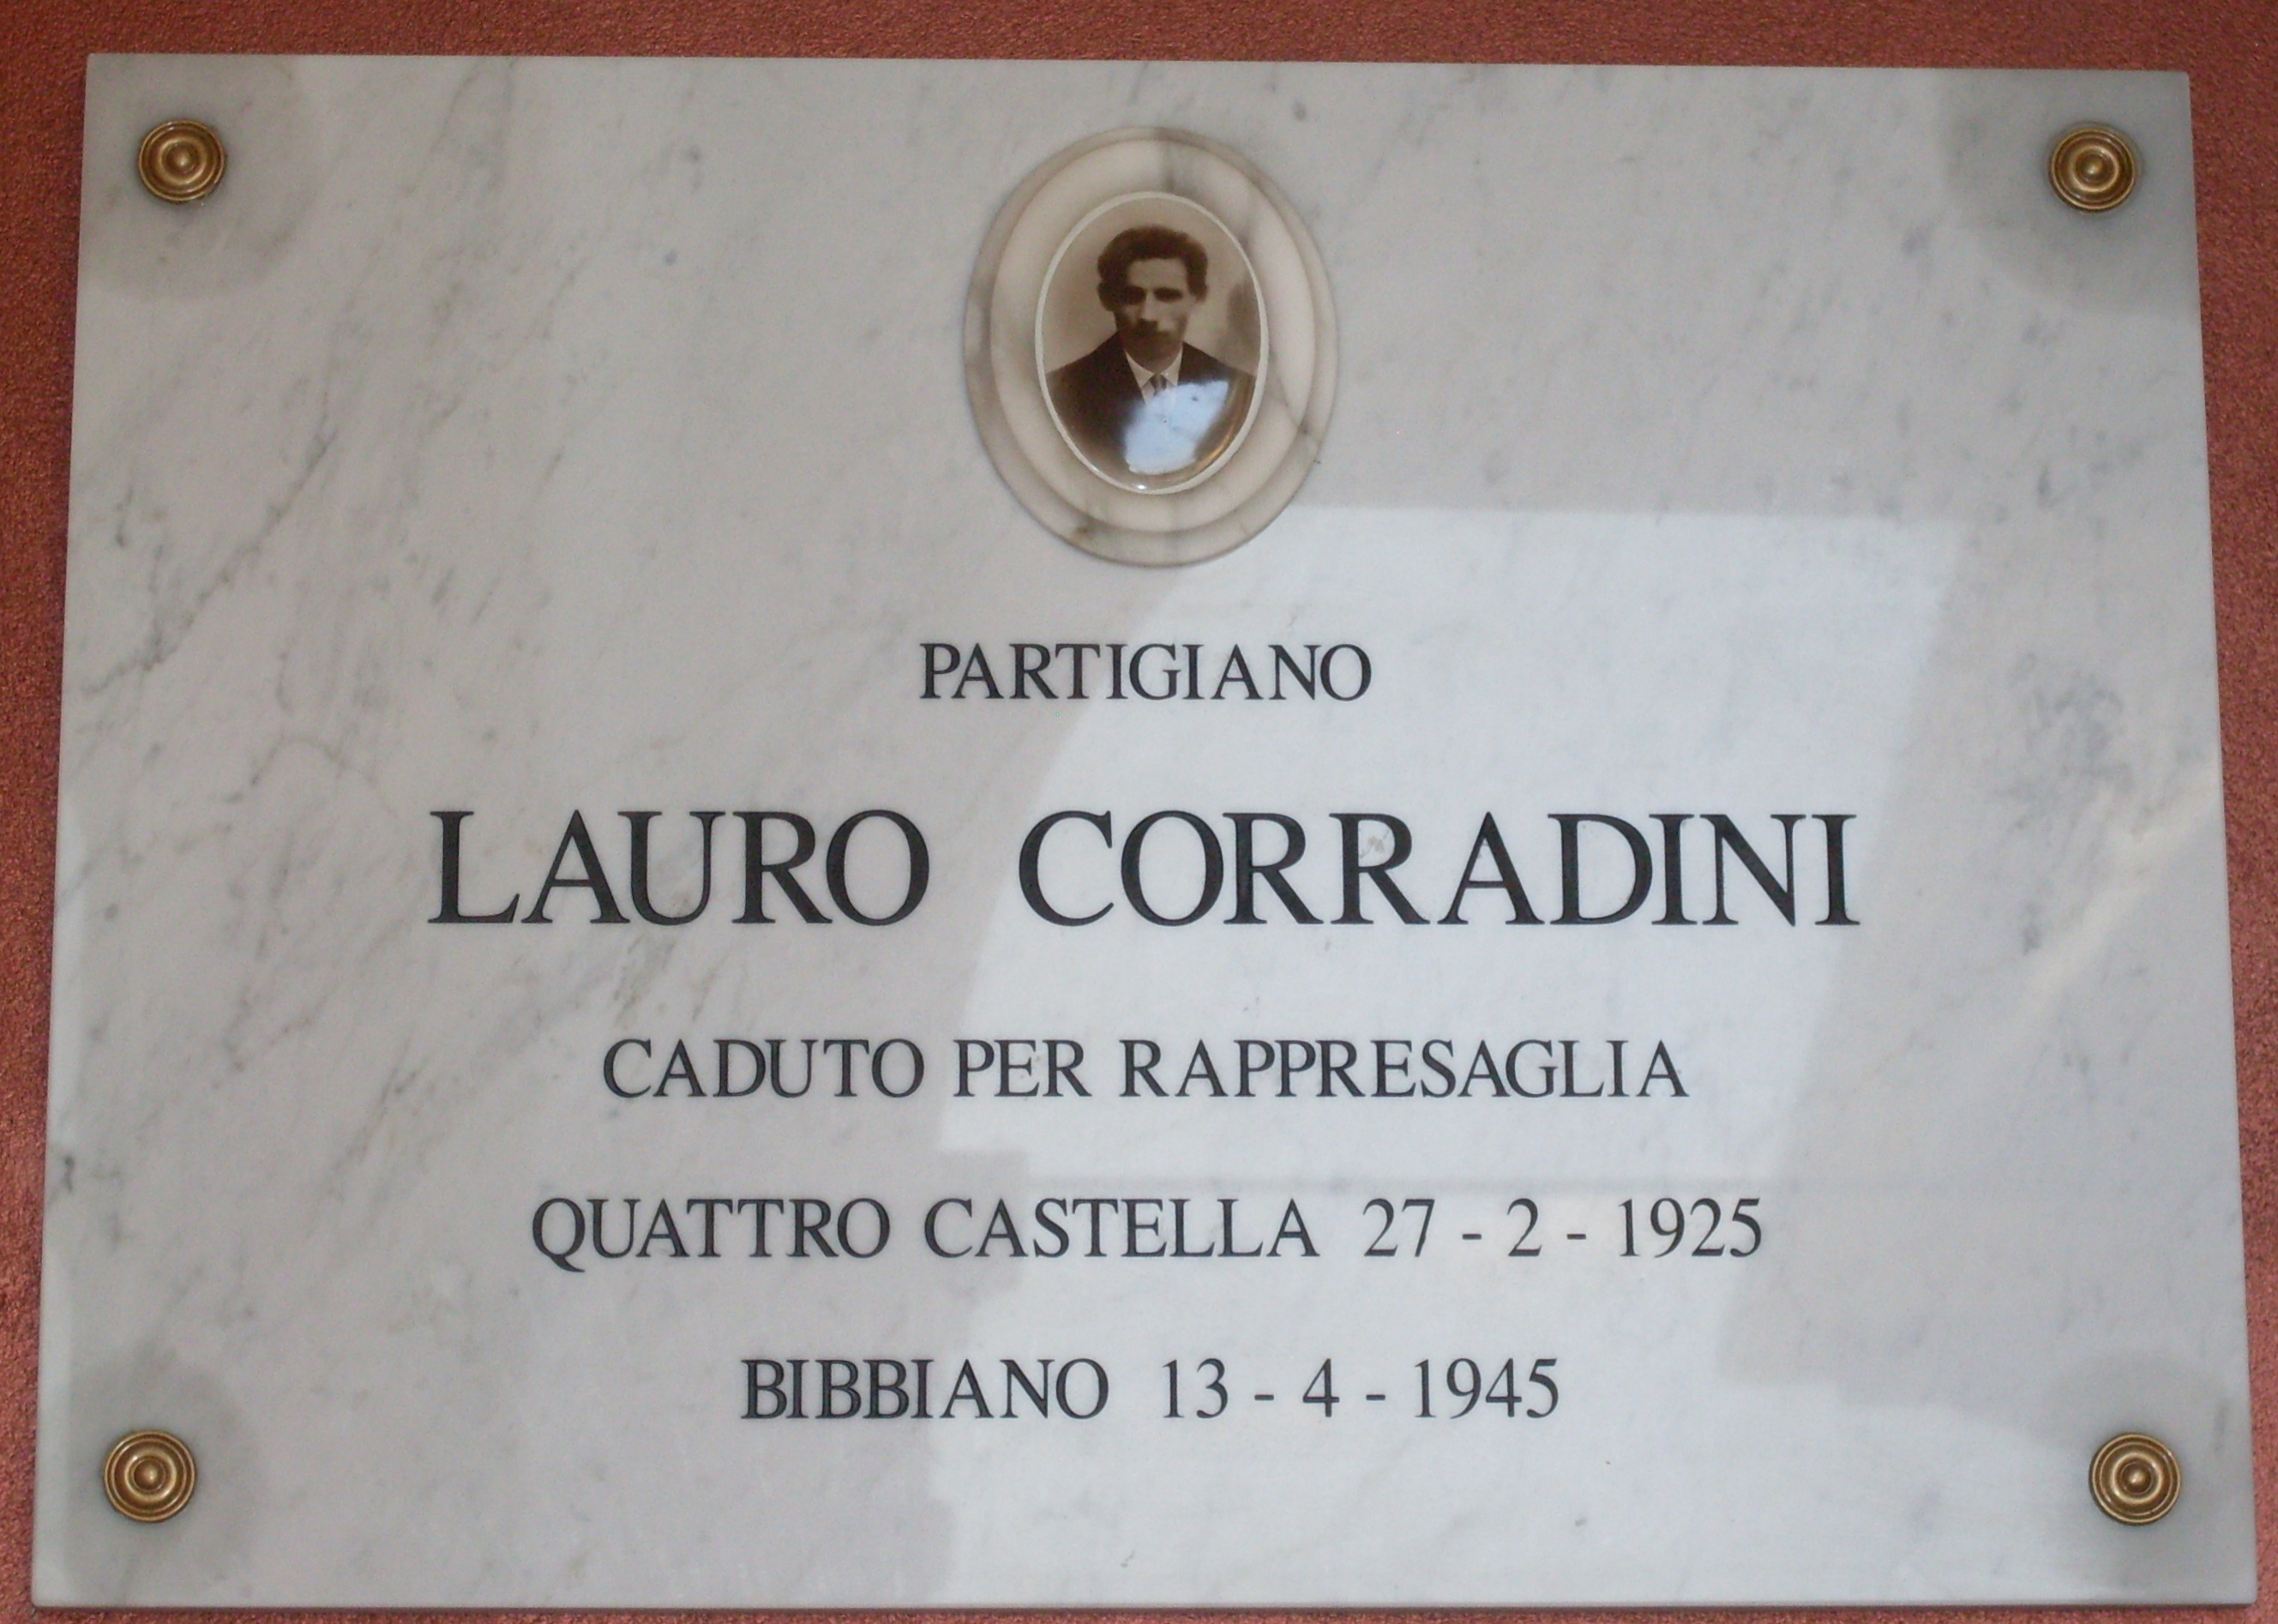 PARTIGIANO
LAURO CORRADINI
CADUTO PER RAPPRESAGLIA
QUATTRO CASTELLA 27 - 2 - 1925
BIBBIANO 13 - 4 - 1945